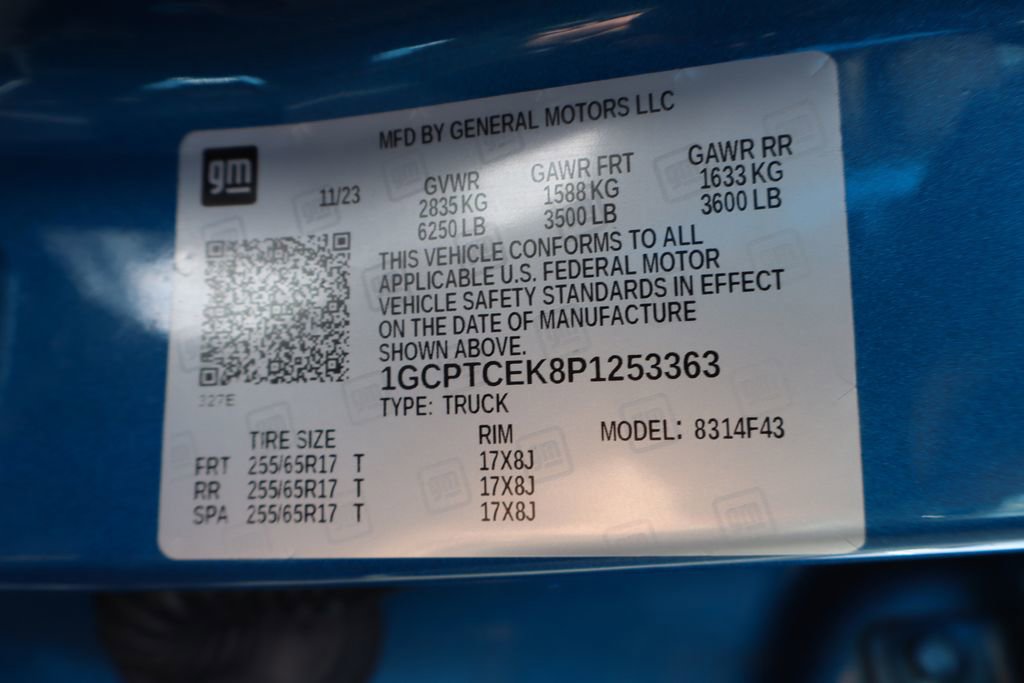 MFD BY GENERAL MOTORS LLC
gm
11/23
GVWR
2835 KG
6250 LB
GAWR FRT
1588 KG
3500 LB
GAWR RR
1633 KG
3600 LB
THIS VEHICLE CONFORMS TO ALL
APPLICABLE U.S. FEDERAL MOTOR
VEHICLE SAFETY STANDARDS IN EFFECT
ON THE DATE OF MANUFACTURE
SHOWN ABOVE.
1GCPTCEK8P1253363
327E
TYPE: TRUCK
TIRE SIZE RIM MODEL: 8314F43
FRT 255/65R17 T 17X8J
RR 255/65R17 T 17X8J
SPA 255/65R17 T 17X8J